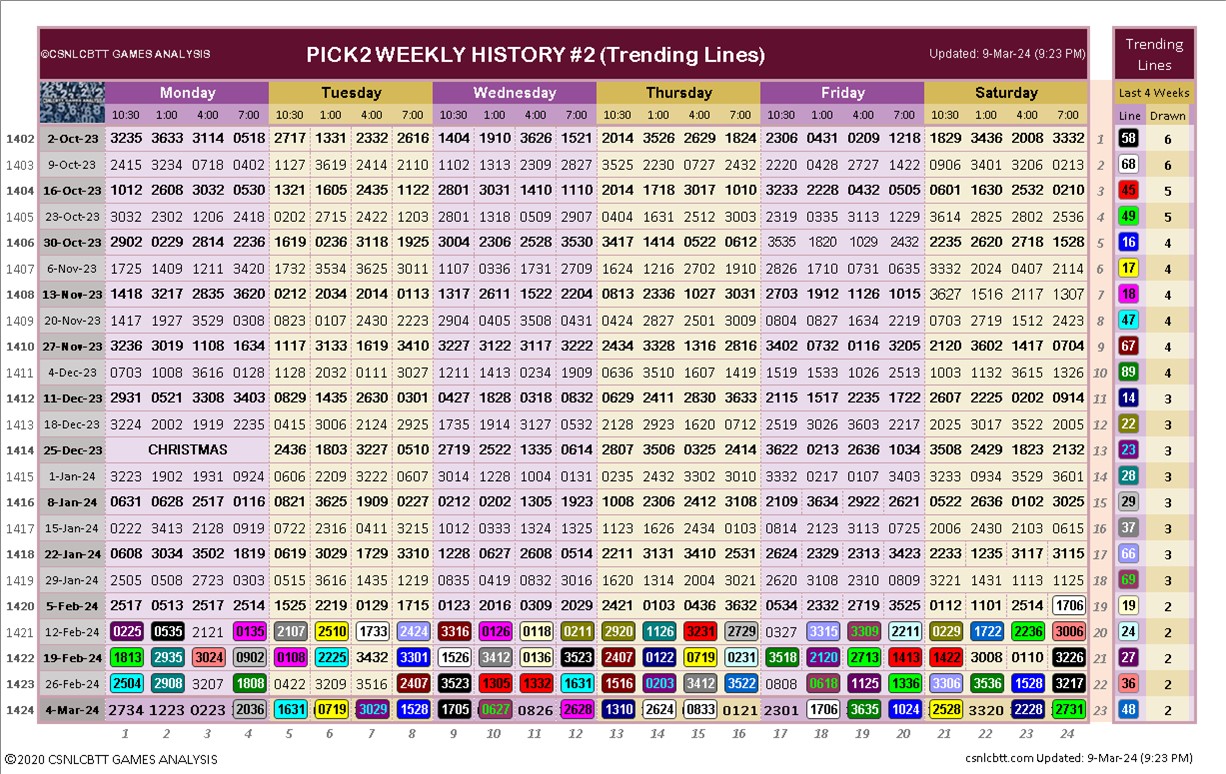 ©CSNLCBTT GAMES ANALYSIS PICK2 WEEKLY HISTORY #2 (Trending Lines) Updated: 9-Mar-24 (9:23 PM) Trending Lines
Monday Tuesday Wednesday Thursday Friday Saturday Last 4 Weeks
10:30 1:00 4:00 7:00 10:30 1:00 4:00 7:00 10:30 1:00 4:00 7:00 10:30 1:00 4:00 7:00 10:30 1:00 4:00 7:00 10:30 1:00 4:00 7:00 Line Drawn
1402 2-Oct-23 3235 3633 3114 0518 2717 1331 2332 2616 1404 1910 3626 1521 2014 3526 2629 1824 2306 0431 0209 1218 1829 3436 2008 3332 1 58 6
1403 9-Oct-23 2415 3234 0718 0402 1127 3619 2414 2110 1102 1313 2309 2827 3525 2230 0727 2432 2220 0428 2727 1422 0906 3401 3206 0213 2 68 6
1404 16-Oct-23 1012 2608 3032 0530 1321 1605 2435 1122 2801 3031 1410 1110 2014 1718 3017 1010 3233 2228 0432 0505 0601 1630 2532 0210 3 45 5
1405 23-Oct-23 3032 2302 1206 2418 0202 2715 2422 1203 2801 1318 0509 2907 0404 1631 2512 3003 2319 0335 3113 1229 3614 2825 2802 2536 4 49 5
1406 30-Oct-23 2902 0229 2814 2236 1619 0236 3118 1925 3004 2306 2528 3530 3417 1414 0522 0612 3535 1820 1029 2432 2235 2620 2718 1528 5 16 4
1407 6-Nov-23 1725 1409 1211 3420 1732 3534 3625 3011 1107 0336 1731 2709 1624 1216 2702 1910 2826 1710 0731 0635 3332 2024 0407 2114 6 17 4
1408 13-Nov-23 1418 3217 2835 3620 0212 2034 2014 0113 1317 2611 1522 2204 0813 2336 1027 3031 2703 1912 1126 1015 3627 1516 2117 1307 7 18 4
1409 20-Nov-23 1417 1927 3529 0308 0823 0107 2430 2223 2904 0405 3508 0431 0424 2827 2501 3009 0804 0827 1634 2219 0703 2719 1512 2423 8 47 4
1410 27-Nov-23 3236 3019 1108 1634 1117 3133 1619 3410 3227 3122 3117 3222 2434 3328 1316 2816 3402 0732 0116 3205 2120 3602 1417 0704 9 67 4
1411 4-Dec-23 0703 1008 3616 0128 1128 2032 0111 3027 1211 1413 0234 1909 0636 3510 1607 1419 1519 1533 1026 2513 1003 1132 3615 1326 10 89 4
1412 11-Dec-23 2931 0521 3308 3403 0829 1435 2630 0301 0427 1828 0318 0832 0629 2411 2830 3633 2115 1517 2235 1722 2607 2225 0202 0914 11 14 3
1413 18-Dec-23 3224 2002 1919 2235 0415 3006 2124 2923 1735 1914 3127 0532 2128 2923 1620 0712 2519 3026 3603 2217 2025 3017 3522 2005 12 22 3
1414 25-Dec-23 CHRISTMAS 2436 1803 3227 0510 2719 2522 1335 0614 2807 3506 0325 2414 3622 0213 2636 1034 3508 2429 1823 2132 13 23 3
1415 1-Jan-24 3223 1902 1931 0924 0606 2209 3222 0607 3014 1228 1004 0131 0235 2432 3302 3010 3332 0217 0107 3403 3233 0934 3529 3601 14 28 3
1416 8-Jan-24 0631 0628 2517 0116 0821 3625 1909 0227 0212 0202 1305 1923 1008 2306 2412 3108 2109 3634 2922 2621 0522 2636 0102 3025 15 29 3
1417 15-Jan-24 0222 3413 2128 0919 0722 2316 0411 3215 1012 0333 1324 1325 1123 1626 2434 0103 0814 2123 3113 0725 2006 2430 2103 0615 16 37 3
1418 22-Jan-24 0608 3034 3502 1819 0619 3029 1729 3310 1228 0627 2608 0514 2211 3131 3410 2531 2624 2329 2313 3423 2233 1235 3117 3115 17 66 3
1419 29-Jan-24 2505 0508 2723 0303 0515 3616 1435 1219 0835 0419 0832 3016 1620 1314 2004 3021 2620 3108 2310 0809 3221 1431 1113 1125 18 69 3
1420 5-Feb-24 2517 0513 2517 2514 1525 2219 0129 1715 0123 2016 0309 2029 2421 0103 0436 3632 0534 2332 2719 3525 0112 1101 2514 1706 19 19 2
1421 12-Feb-24 0225 0535 2121 0135 2107 2510 1733 2424 3316 0126 0118 0211 2920 1126 3231 2729 0327 3315 3309 2211 0229 1722 2236 3006 20 24 2
1422 19-Feb-24 1813 2935 3024 0902 0108 2225 3432 3301 1526 3412 0136 3523 2407 0122 0719 0231 3518 2120 2713 1413 1422 3008 0110 3226 21 27 2
1423 26-Feb-24 2504 2908 3207 1808 0422 3209 3516 2407 3523 1305 1332 1631 1516 0203 3412 3522 0808 0618 1125 1336 3306 3536 1528 3217 22 36 2
1424 4-Mar-24 2734 1223 0223 2036 1631 0719 3029 1528 1705 0627 0826 2628 1310 2624 0833 0121 2301 1706 3635 1024 2528 3320 2228 2731 23 48 2
1 2 3 4 5 6 7 8 9 10 11 12 13 14 15 16 17 18 19 20 21 22 23 24
©2020 CSNLCBTT GAMES ANALYSIS csnlcbtt.com Updated: 9-Mar-24 (9:23 PM)